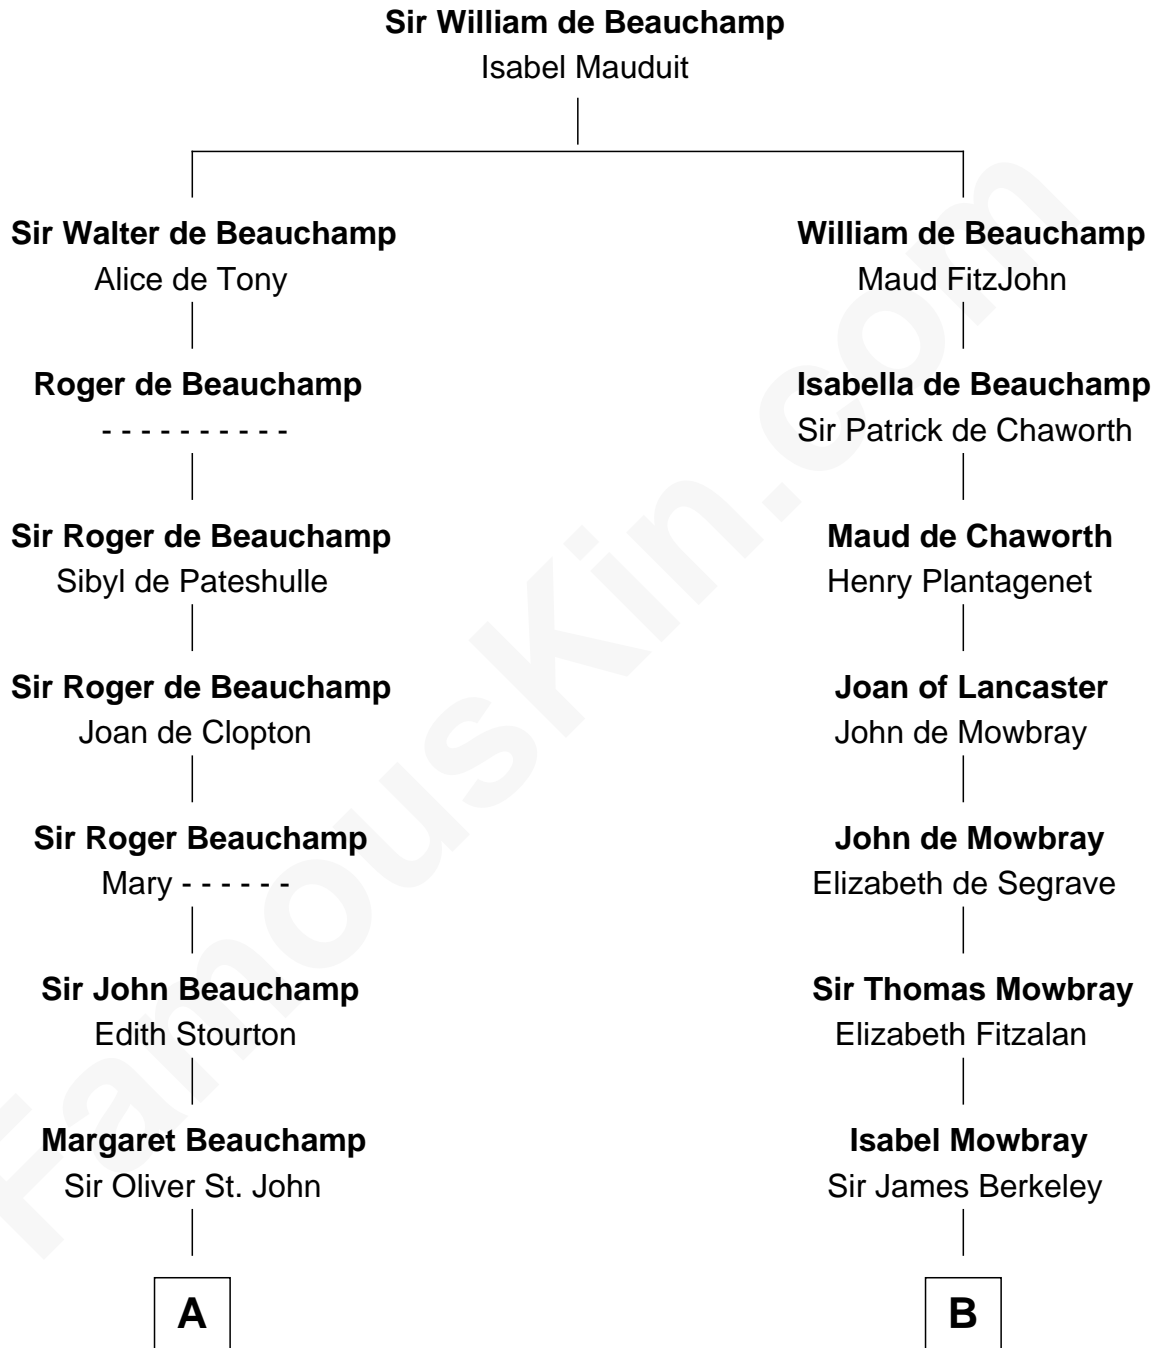 Sir William de Beauchamp
Isabel Mauduit
Sir Walter de Beauchamp
Alice de Tony
William de Beauchamp
Maud FitzJohn
Roger de Beauchamp
- - - - - - - - - -
Isabella de Beauchamp
Sir Patrick de Chaworth
Sir Roger de Beauchamp
Sibyl de Pateshulle
Maud de Chaworth
Henry Plantagenet
Sir Roger de Beauchamp
Joan de Clopton
Joan of Lancaster
John de Mowbray
Sir Roger Beauchamp
Mary - - - - - -
John de Mowbray
Elizabeth de Segrave
Sir John Beauchamp
Edith Stourton
Sir Thomas Mowbray
Elizabeth Fitzalan
Margaret Beauchamp
Sir Oliver St. John
Isabel Mowbray
Sir James Berkeley
A
B
FamousKin.com